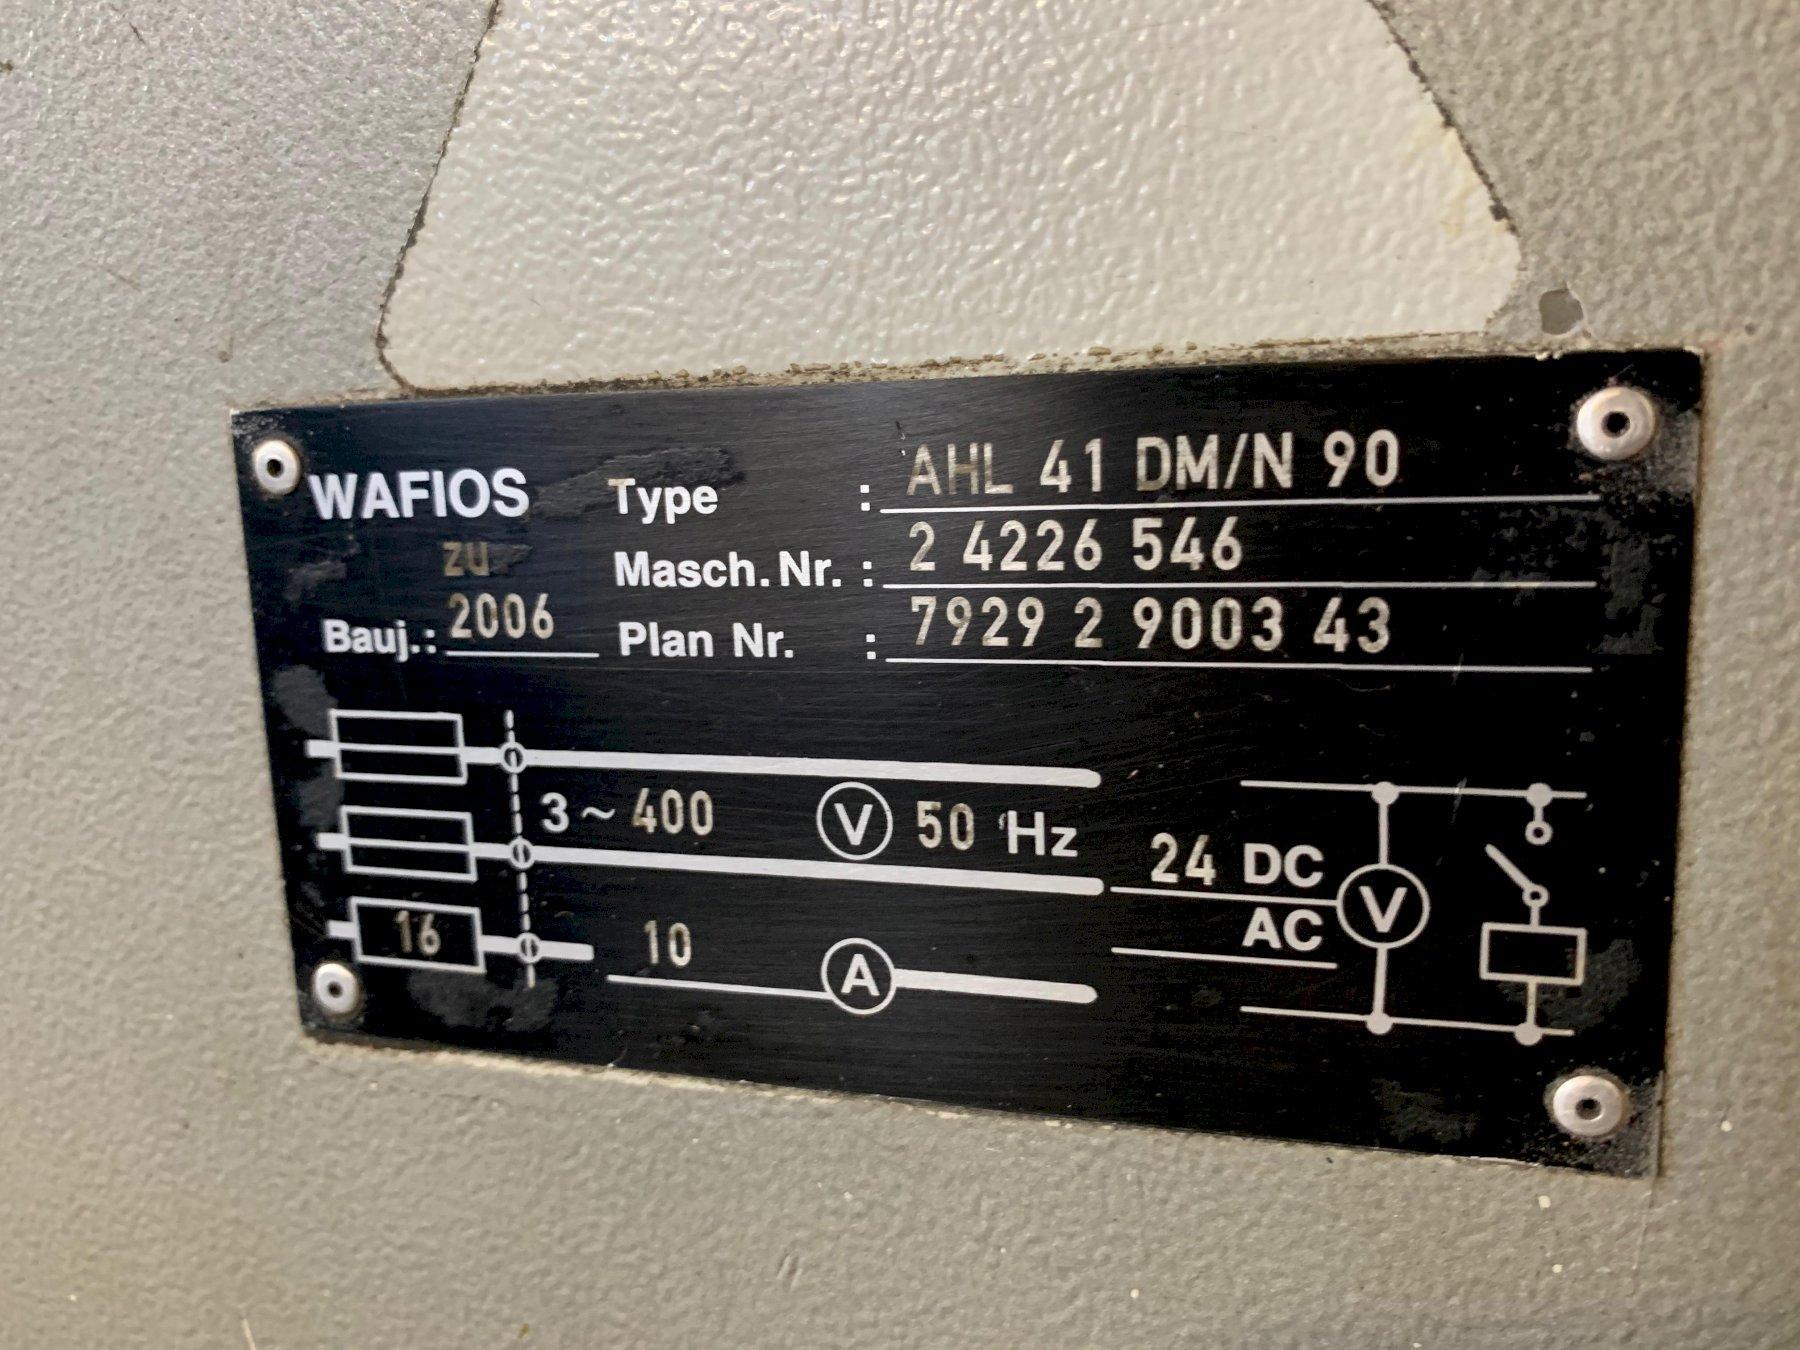 WAFIOS Type : AHL 41 DM/N 90
zu Masch. Nr. : 2 4226 546
Bauj.: 2006 Plan Nr. : 7929 2 9003 43
3 ~ 400 V 50 Hz
24 DC
AC V
16 10 A